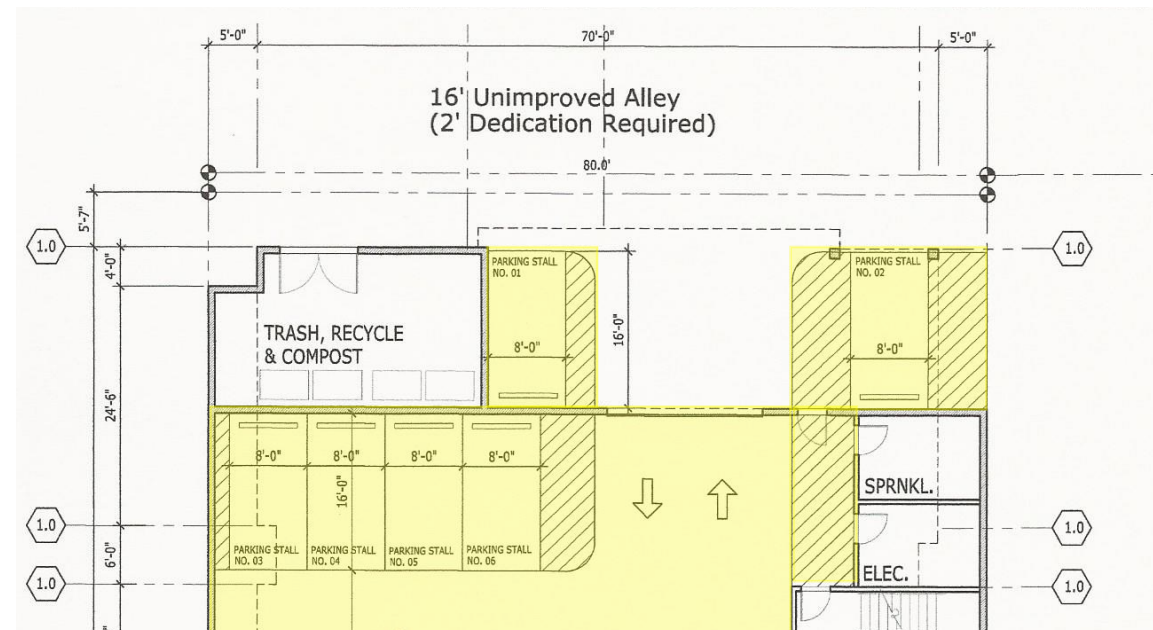 5'-0"
70'-0"
5'-0"
16' Unimproved Alley
(2' Dedication Required)
80.0'
5'-7"
1.0
1.0
4'-0"
PARKING STALL
NO. 01
PARKING STALL
NO. 02
TRASH, RECYCLE
& COMPOST
16'-0"
8'-0"
8'-0"
24'-6"
8'-0"
8'-0"
8'-0"
8'-0"
16'-0"
SPRNKL.
1.0
1.0
PARKING STALL
NO. 03
PARKING STALL
NO. 04
PARKING STALL
NO. 05
PARKING STALL
NO. 06
6'-0"
ELEC.
1.0
1.0